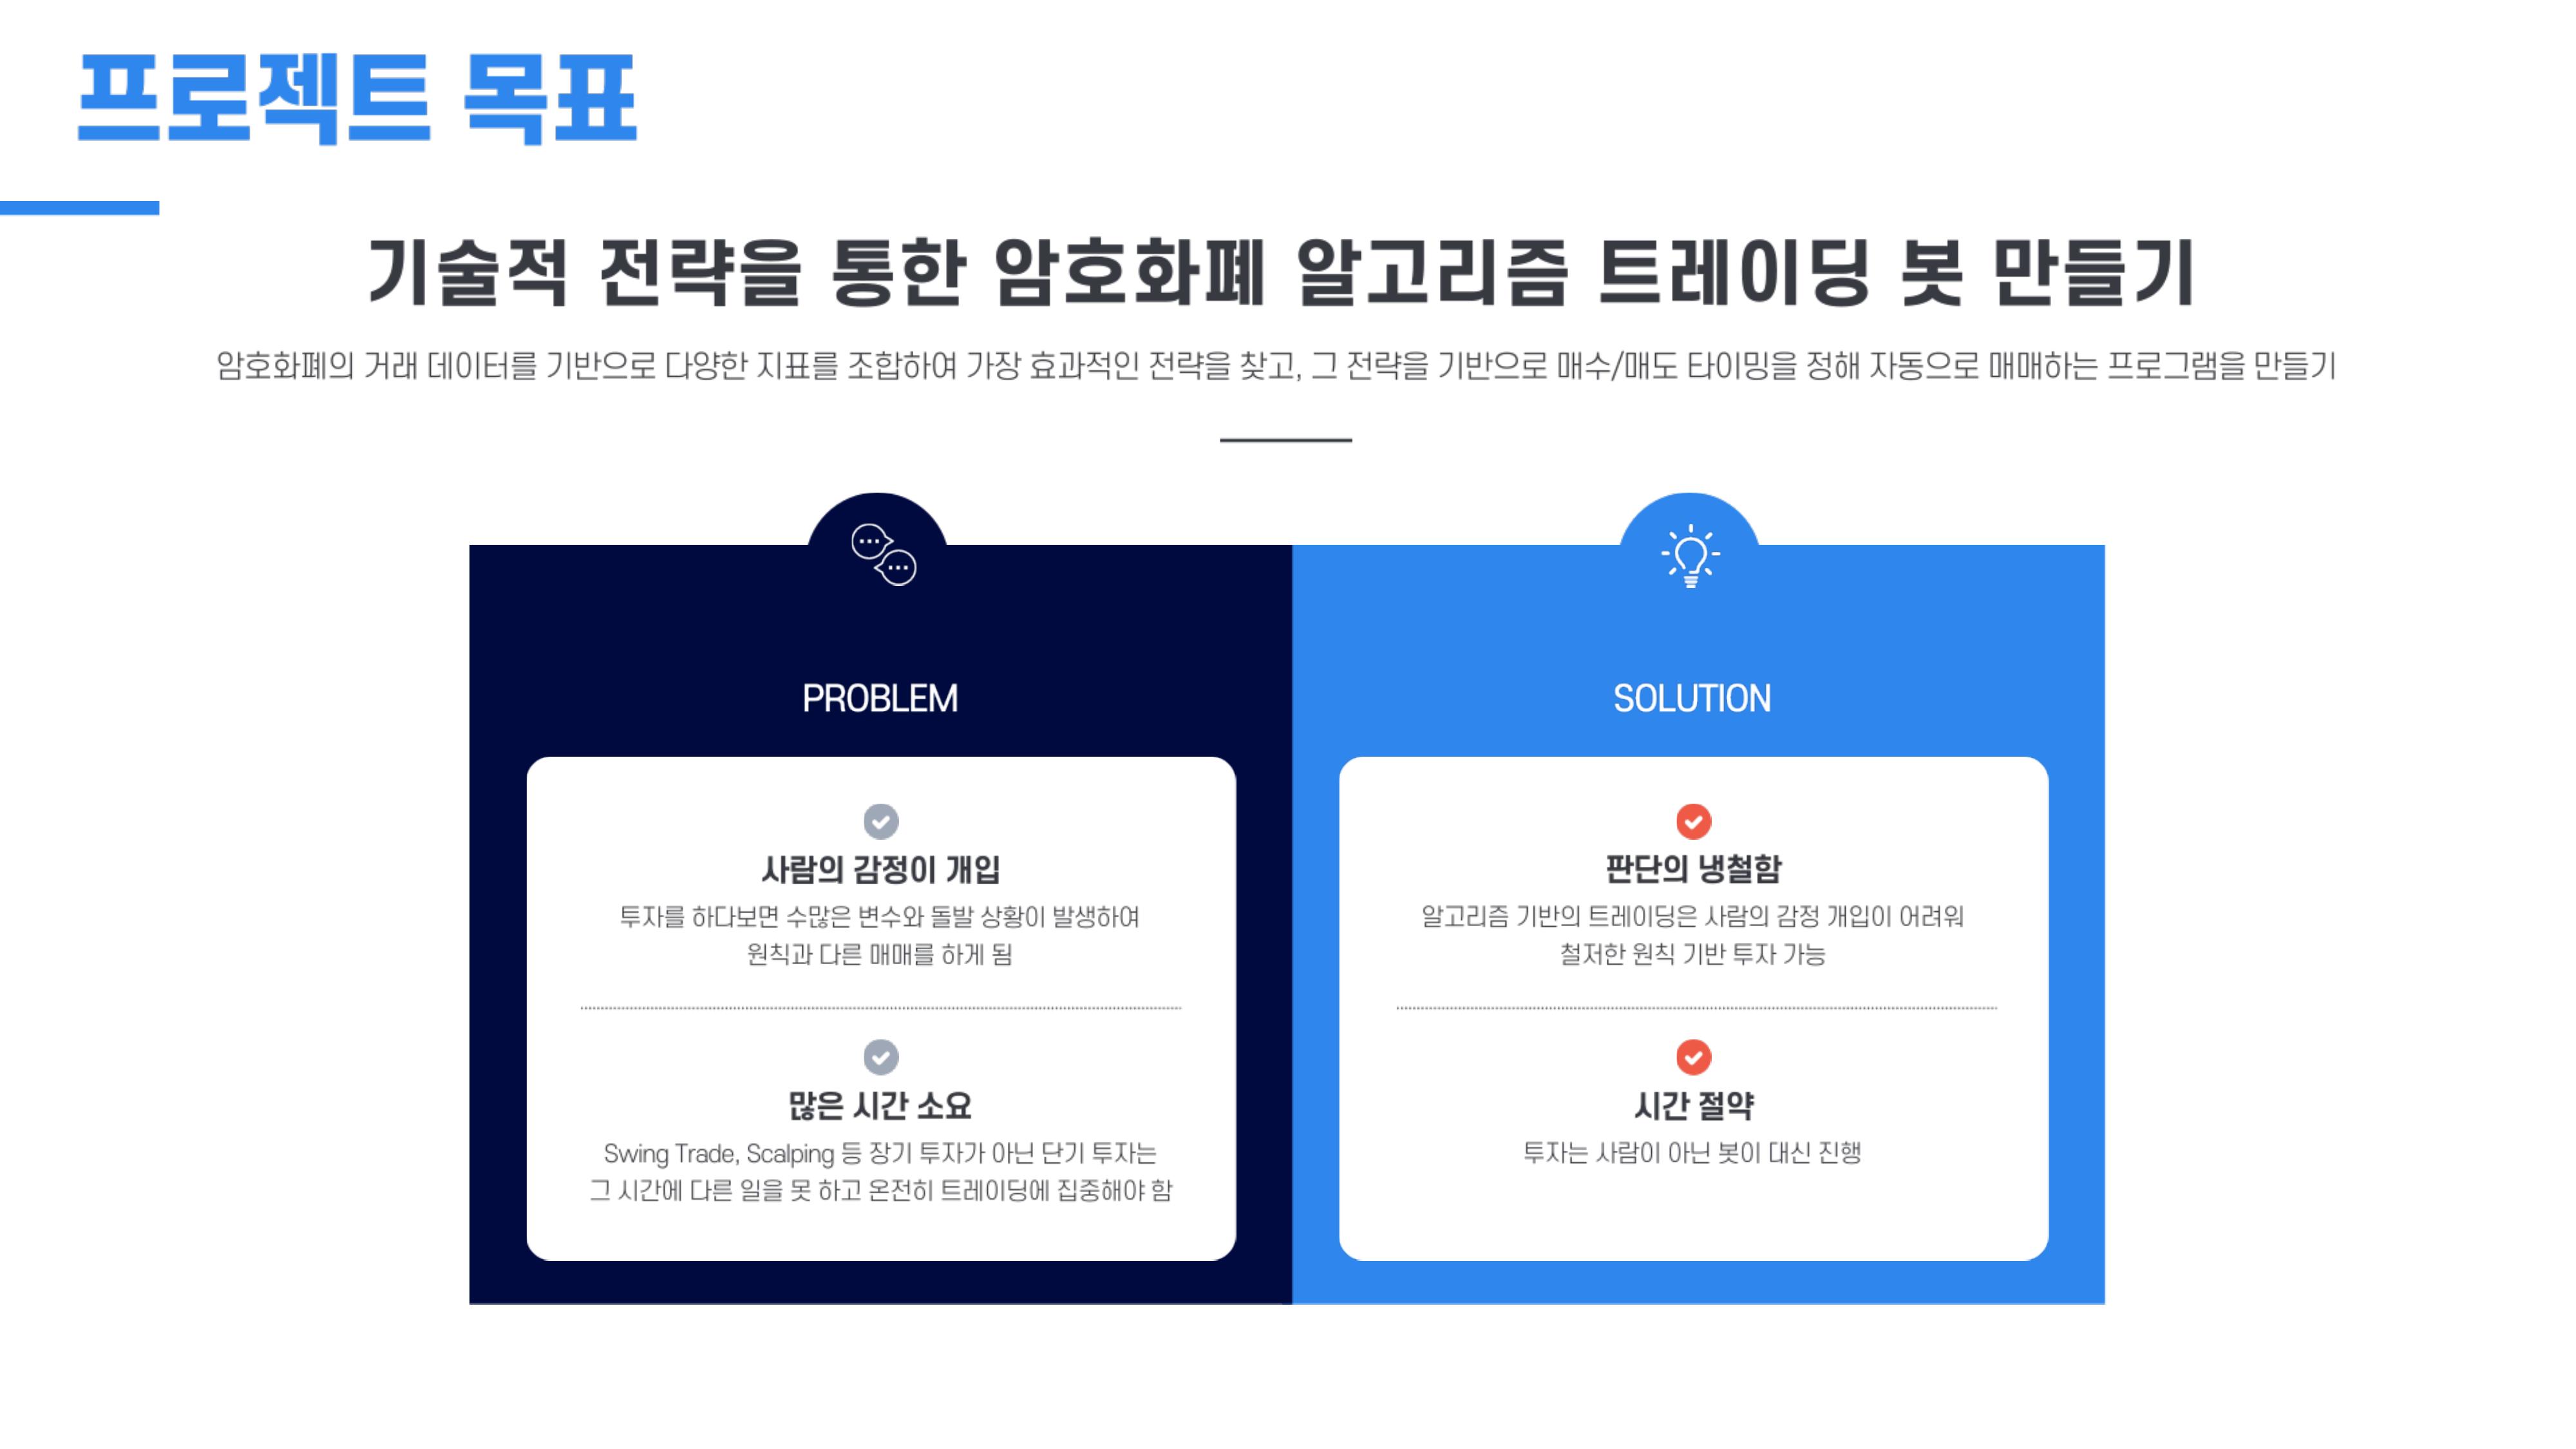 프로젝트 목표
기술적 전략을 통한 암호화폐 알고리즘 트레이딩 봇 만들기
암호화폐의 거래 데이터를 기반으로 다양한 지표를 조합하여 가장 효과적인 전략을 찾고, 그 전략을 기반으로 매수/매도 타이밍을 정해 자동으로 매매하는 프로그램을 만들기
PROBLEM
사람의 감정이 개입
투자를 하다보면 수많은 변수와 돌발 상황이 발생하여
원칙과 다른 매매를 하게 됨
많은 시간 소요
Swing Trade, Scalping 등 장기 투자가 아닌 단기 투자는
그 시간에 다른 일을 못 하고 온전히 트레이딩에 집중해야 함
SOLUTION
판단의 냉철함
알고리즘 기반의 트레이딩은 사람의 감정 개입이 어려워
철저한 원칙 기반 투자 가능
시간 절약
투자는 사람이 아닌 봇이 대신 진행